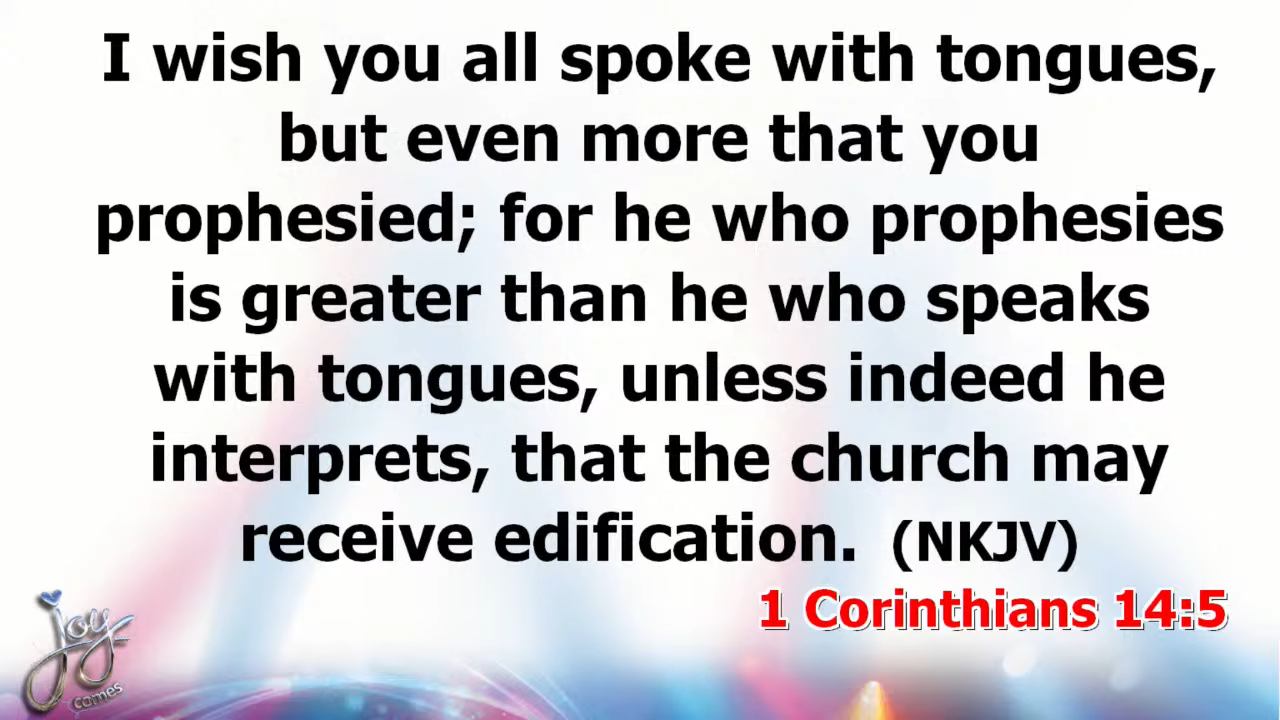 I wish you all spoke with tongues,
but even more that you
prophesied; for he who prophesies
is greater than he who speaks
with tongues, unless indeed he
interprets, that the church may
receive edification. (NKJV)
1 Corinthians 14:5
joy
comes